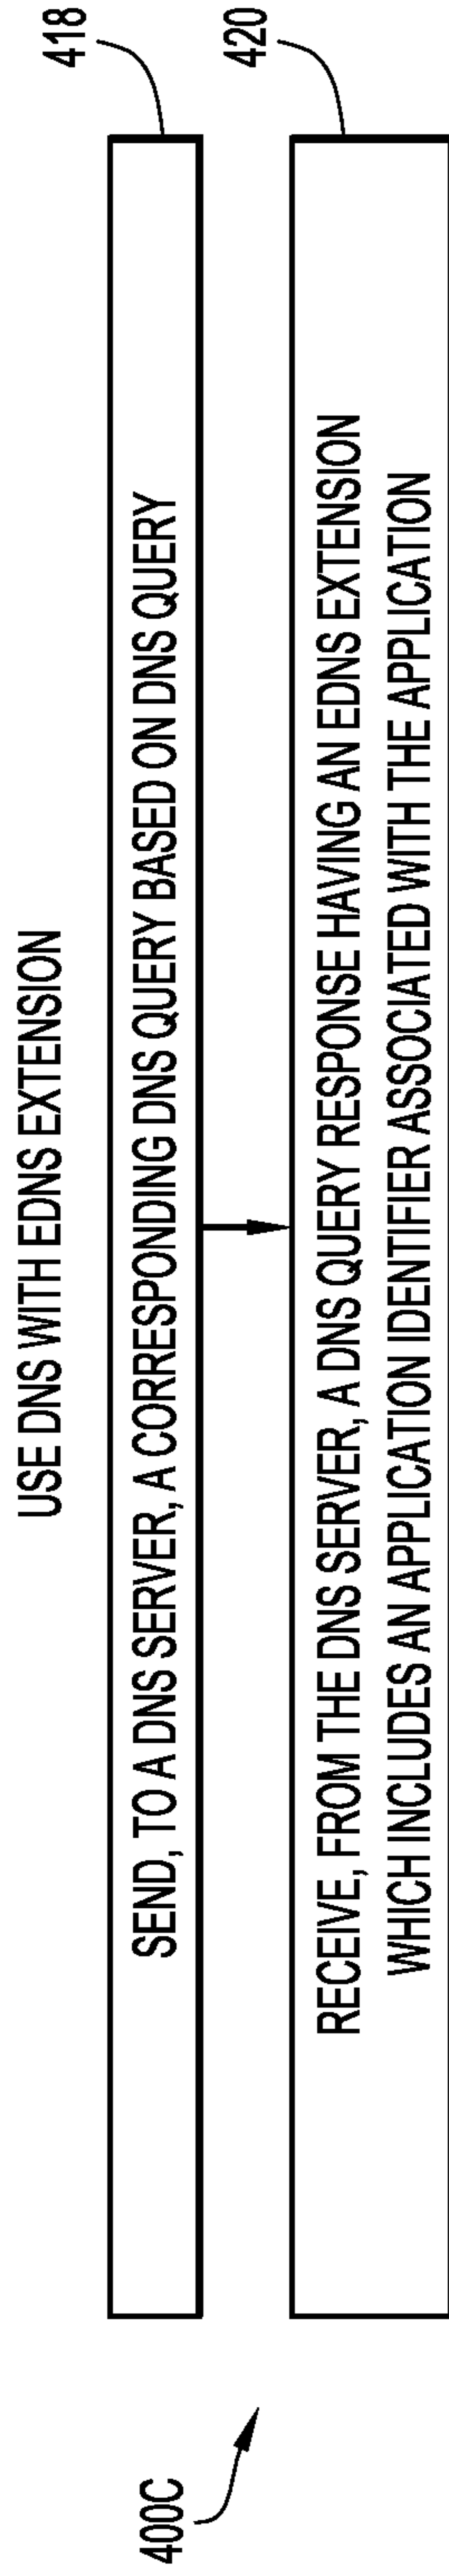 USE DNS WITH EDNS EXTENSION
418
SEND, TO A DNS SERVER, A CORRESPONDING DNS QUERY BASED ON DNS QUERY
420
RECEIVE, FROM THE DNS SERVER, A DNS QUERY RESPONSE HAVING AN EDNS EXTENSION
WHICH INCLUDES AN APPLICATION IDENTIFIER ASSOCIATED WITH THE APPLICATION
400C